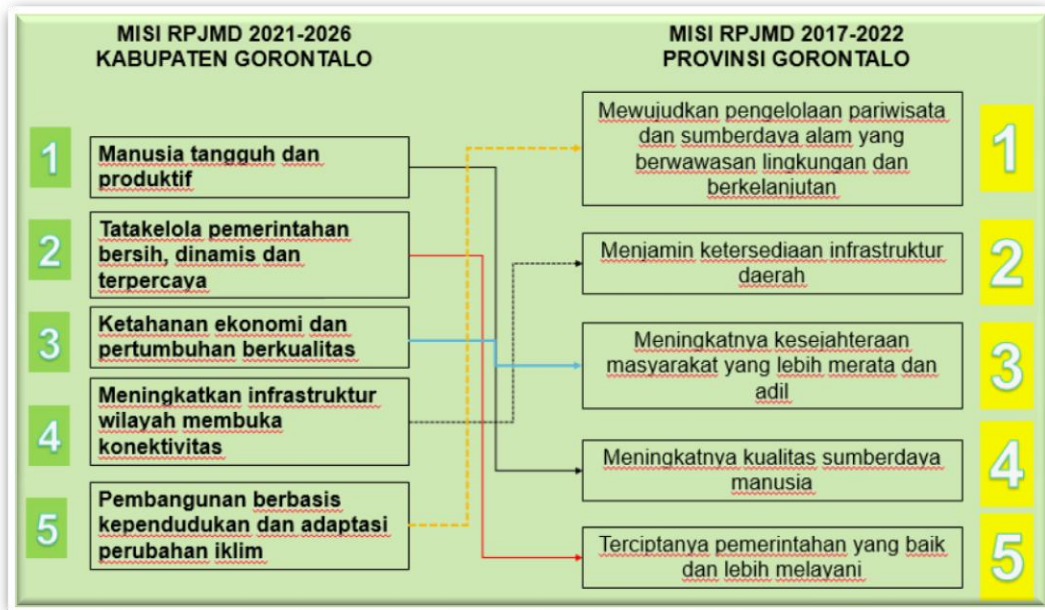 MISI RPJMD 2021-2026
KABUPATEN GORONTALO
1
Manusia tangguh dan
produktif
2
Tatakelola pemerintahan
bersih, dinamis dan
terpercaya
3
Ketahanan ekonomi dan
pertumbuhan berkualitas
4
Meningkatkan infrastruktur
wilayah membuka
konektivitas
5
Pembangunan berbasis
kependudukan dan adaptasi
perubahan iklim
MISI RPJMD 2017-2022
PROVINSI GORONTALO
Mewujudkan pengelolaan pariwisata
dan sumberdaya alam yang
berwawasan lingkungan dan
berkelanjutan
1
Menjamin ketersediaan infrastruktur
daerah
2
Meningkatnya kesejahteraan
masyarakat yang lebih merata dan
adil
3
Meningkatnya kualitas sumberdaya
manusia
4
Terciptanya pemerintahan yang baik
dan lebih melayani
5